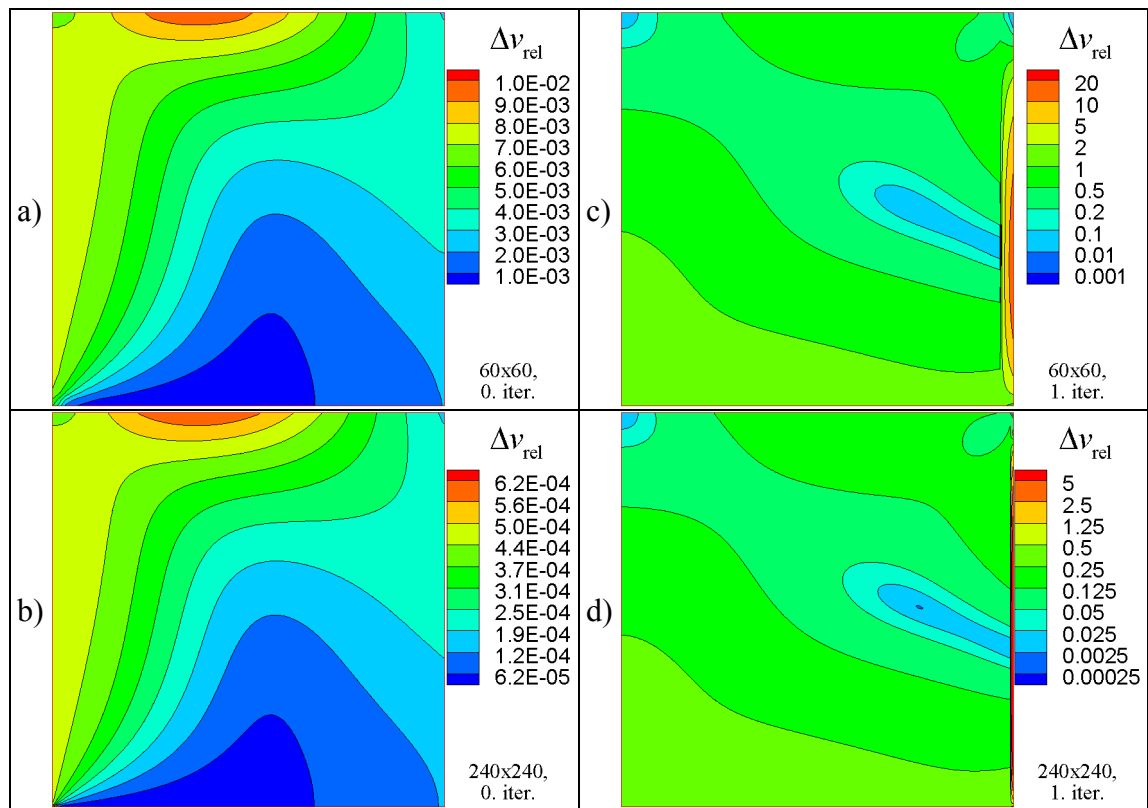 a)
Δv_rel
1.0E-02
9.0E-03
8.0E-03
7.0E-03
6.0E-03
5.0E-03
4.0E-03
3.0E-03
2.0E-03
1.0E-03
60x60,
0. iter.
c)
Δv_rel
20
10
5
2
1
0.5
0.2
0.1
0.01
0.001
60x60,
1. iter.
b)
Δv_rel
6.2E-04
5.6E-04
5.0E-04
4.4E-04
3.7E-04
3.1E-04
2.5E-04
1.9E-04
1.2E-04
6.2E-05
240x240,
0. iter.
d)
Δv_rel
5
2.5
1.25
0.5
0.25
0.125
0.05
0.025
0.0025
0.00025
240x240,
1. iter.